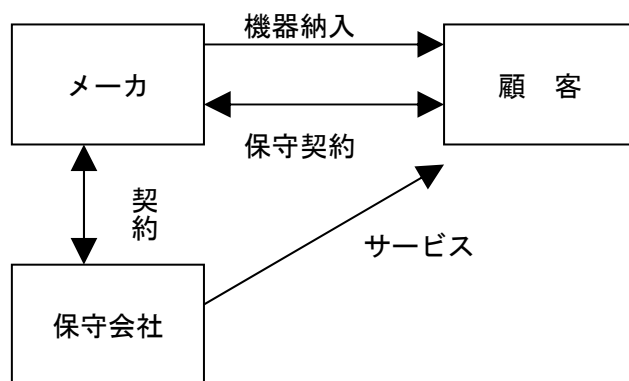 機器納入
メーカ
顧　客
保守契約
契約
サービス
保守会社